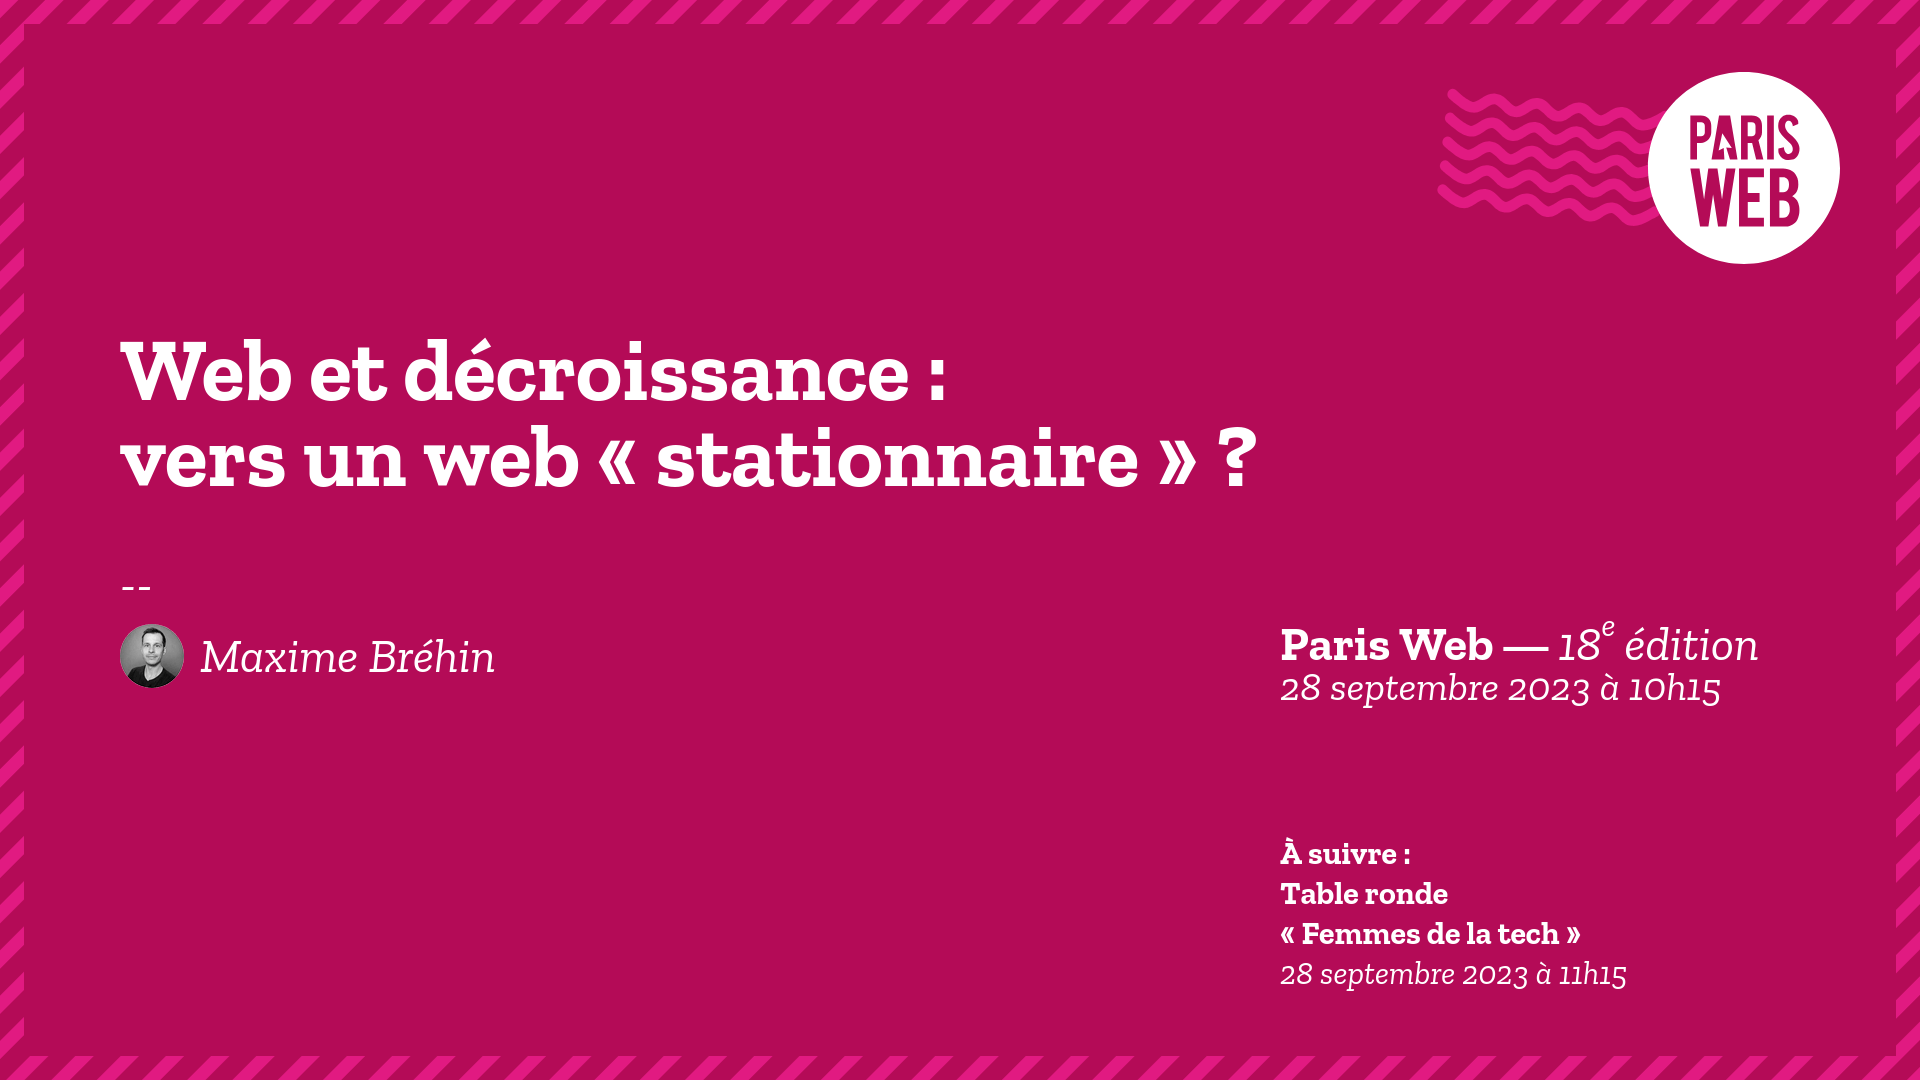 PARIS
WEB
Web et décroissance :
vers un web « stationnaire » ?
--
Maxime Bréhin
Paris Web — 18e édition
28 septembre 2023 à 10h15
À suivre :
Table ronde
« Femmes de la tech »
28 septembre 2023 à 11h15